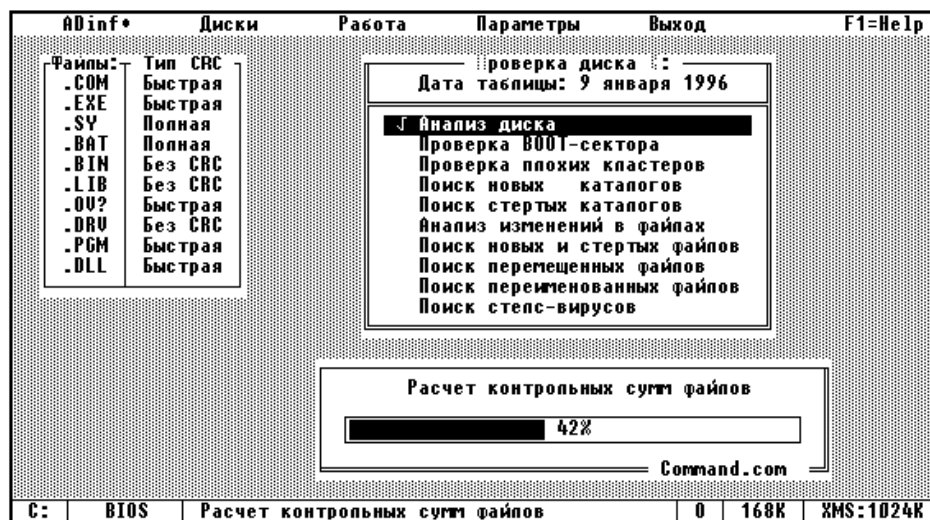 ADinf• Диски Работа Параметры Выход F1=Help
Файлы: Тип CRC
.COM Быстрая
.EXE Быстрая
.SY Полная
.BAT Полная
.BIN Без CRC
.LIB Без CRC
.OV? Быстрая
.DRV Без CRC
.PGM Быстрая
.DLL Быстрая
роверка диска :
Дата таблицы: 9 января 1996
√ Анализ диска
Проверка BOOT-сектора
Проверка плохих кластеров
Поиск новых каталогов
Поиск стертых каталогов
Анализ изменений в файлах
Поиск новых и стертых файлов
Поиск перемещенных файлов
Поиск переименованных файлов
Поиск стелс-вирусов
Расчет контрольных сумм файлов
42%
Command.com
C: BIOS Расчет контрольных сумм файлов 0 168K XMS:1024K